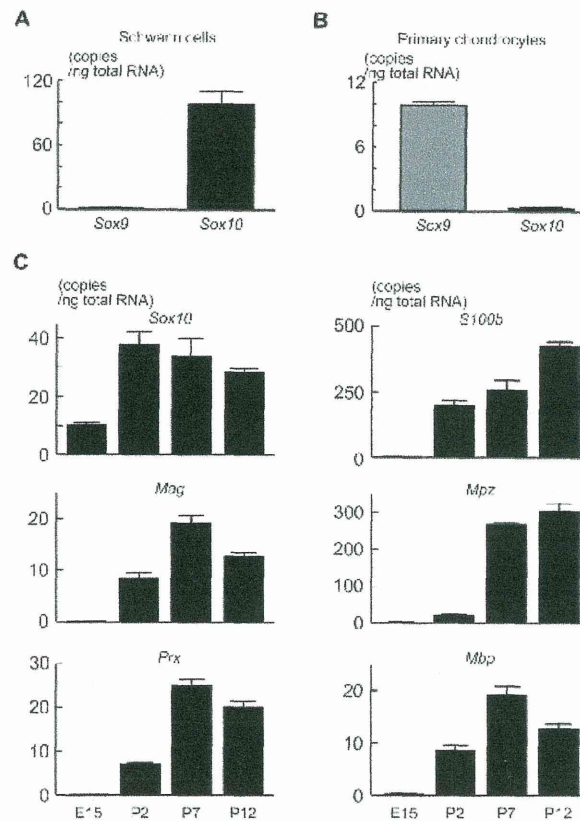 A
B
Schwann cells
Primary chondrocytes
(copies
/ng total RNA)
(copies
/ng total RNA)
120
60
0
12
6
0
Sox9
Sox10
Sox9
Sox10
C
(copies
/ng total RNA)
(copies
/ng total RNA)
Sox10
S100b
40
20
0
500
250
0
Mag
Mpz
20
10
0
300
200
100
0
Prx
Mbp
30
20
10
0
20
10
0
E15
P2
P7
P12
E15
P2
P7
P12